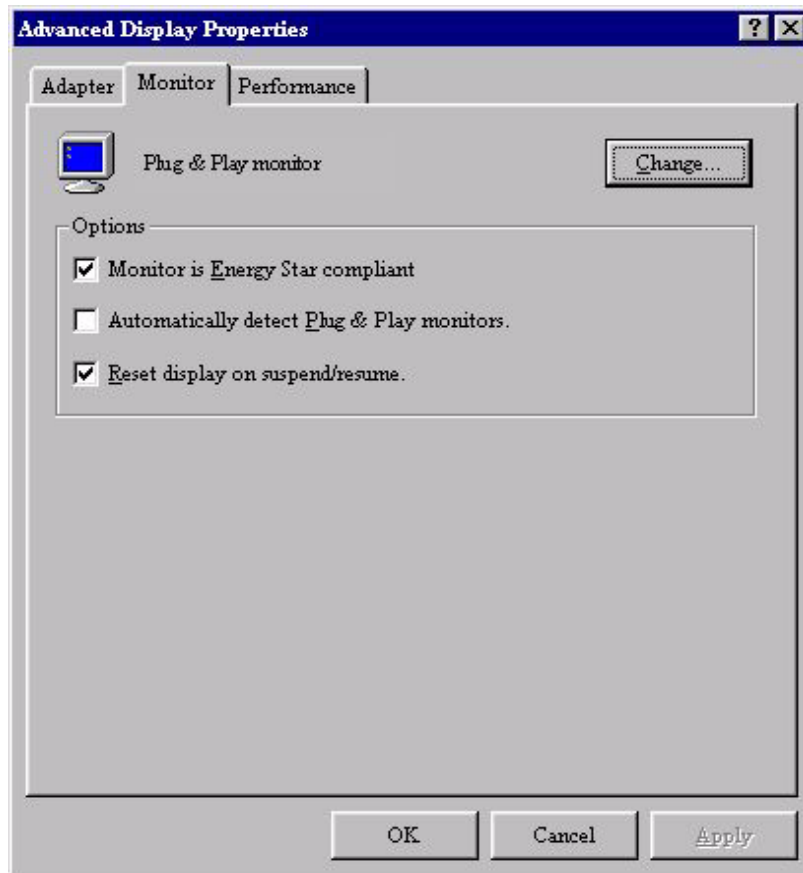 Advanced Display Properties
Adapter Monitor Performance
Plug & Play monitor
Change...
Options
Monitor is Energy Star compliant
Automatically detect Plug & Play monitors.
Reset display on suspend/resume.
OK Cancel Apply